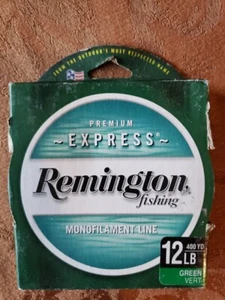 FROM THE OUTDOOR'S MOST RESPECTED NAME
PREMIUM
~EXPRESS®~
Remington®
fishing
MONOFILAMENT LINE
400 YD
12 LB
GREEN
VERT